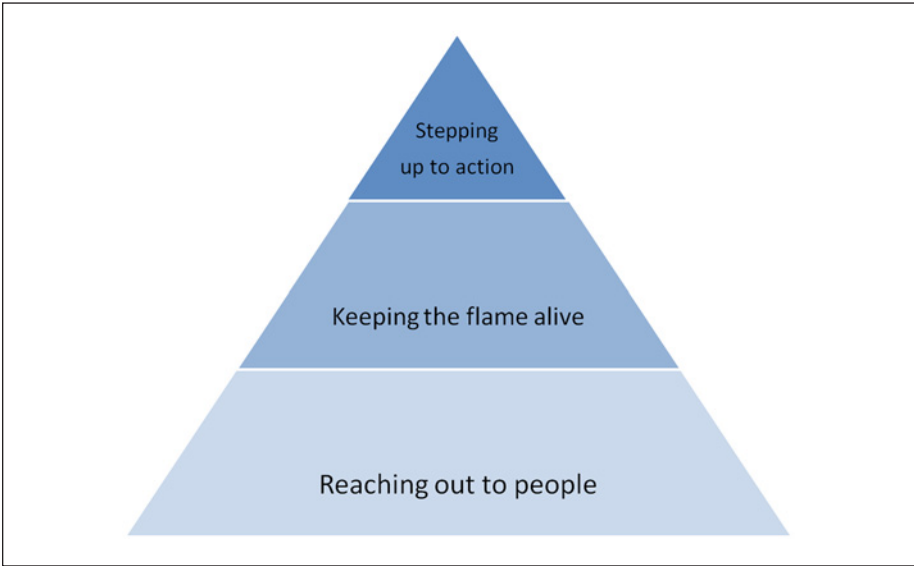 Stepping
up to action
Keeping the flame alive
Reaching out to people